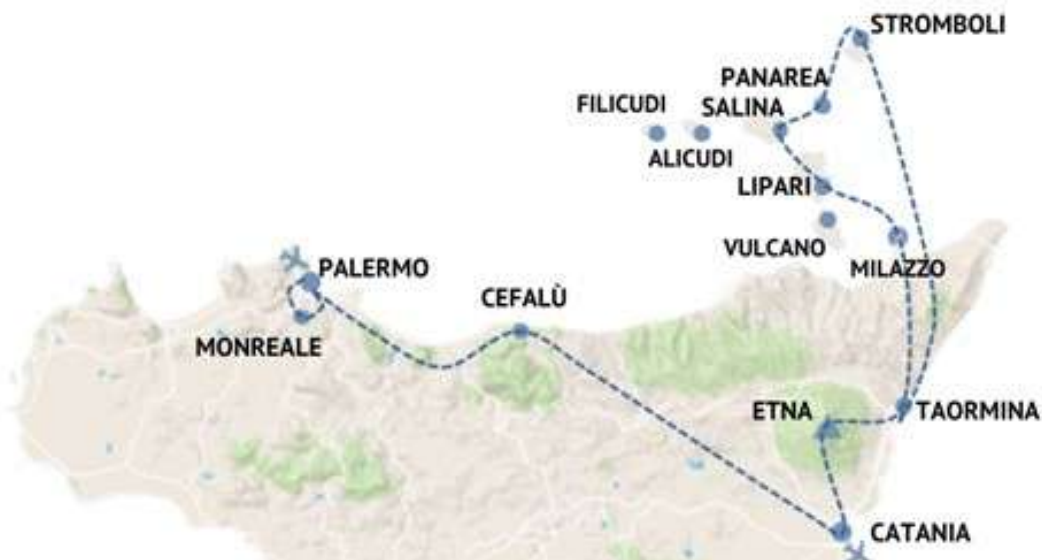 STROMBOLI
PANAREA
FILICUDI
SALINA
ALICUDI
LIPARI
VULCANO
MILAZZO
PALERMO
CEFALÙ
MONREALE
ETNA
TAORMINA
CATANIA